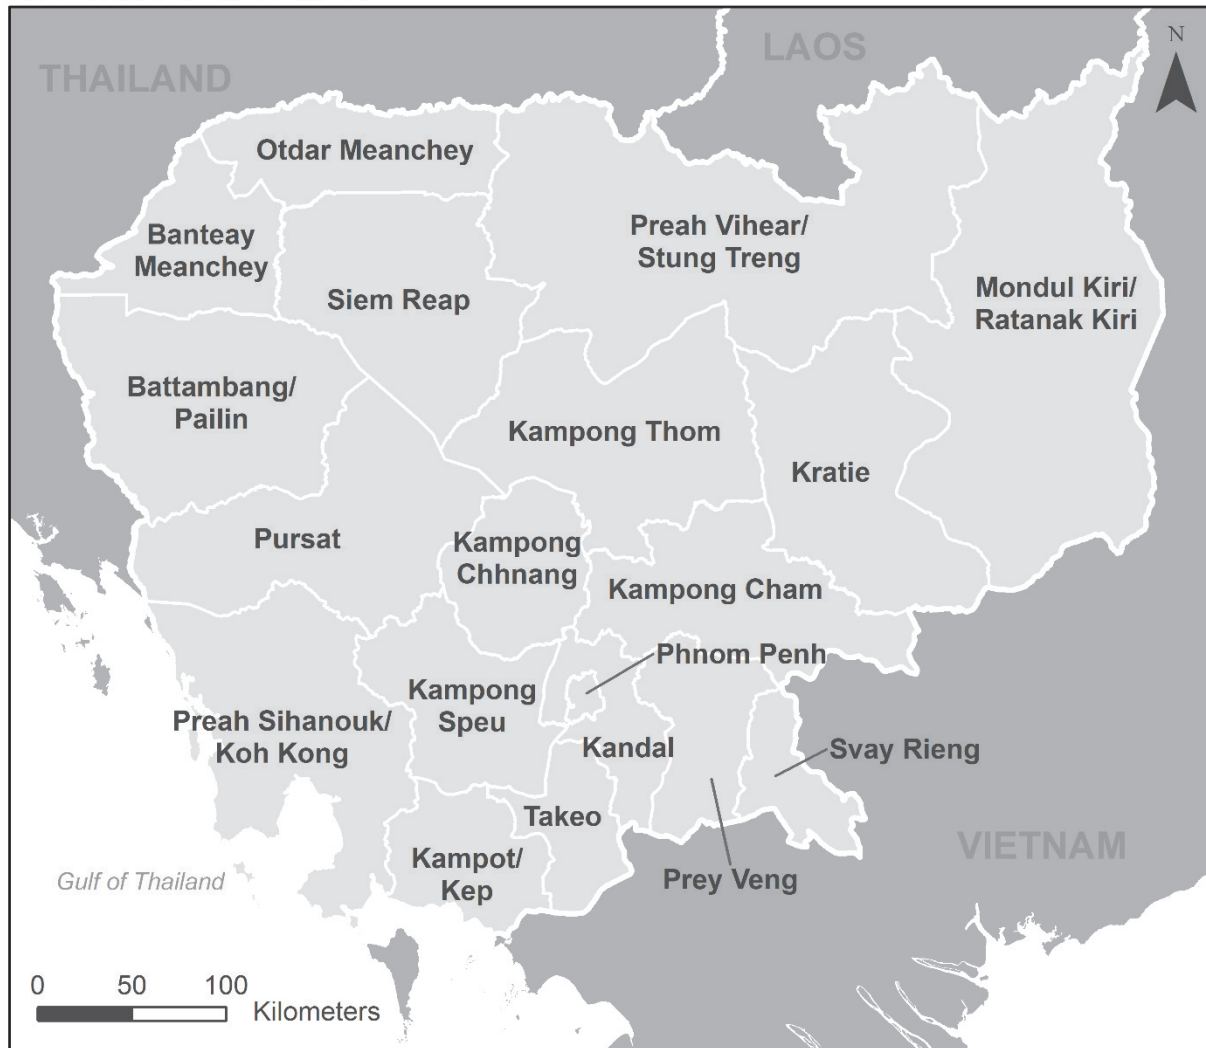 THAILAND
LAOS
N
Otdar Meanchey
Banteay
Meanchey
Siem Reap
Preah Vihear/
Stung Treng
Mondul Kiri/
Ratanak Kiri
Battambang/
Pailin
Kampong Thom
Kratie
Pursat
Kampong
Chhnang
Kampong Cham
Phnom Penh
Kampong
Speu
Preah Sihanouk/
Koh Kong
Kandal
Svay Rieng
Takeo
VIETNAM
Kampot/
Kep
Prey Veng
Gulf of Thailand
0 50 100
Kilometers